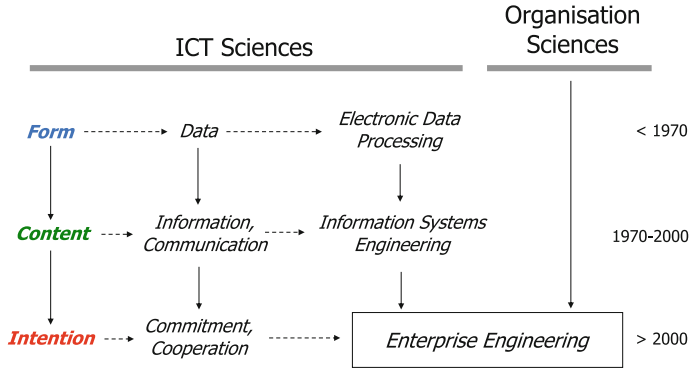 ICT Sciences
Organisation
Sciences
Form
Data
Electronic Data
Processing
< 1970
Content
Information,
Communication
Information Systems
Engineering
1970-2000
Intention
Commitment,
Cooperation
Enterprise Engineering
> 2000